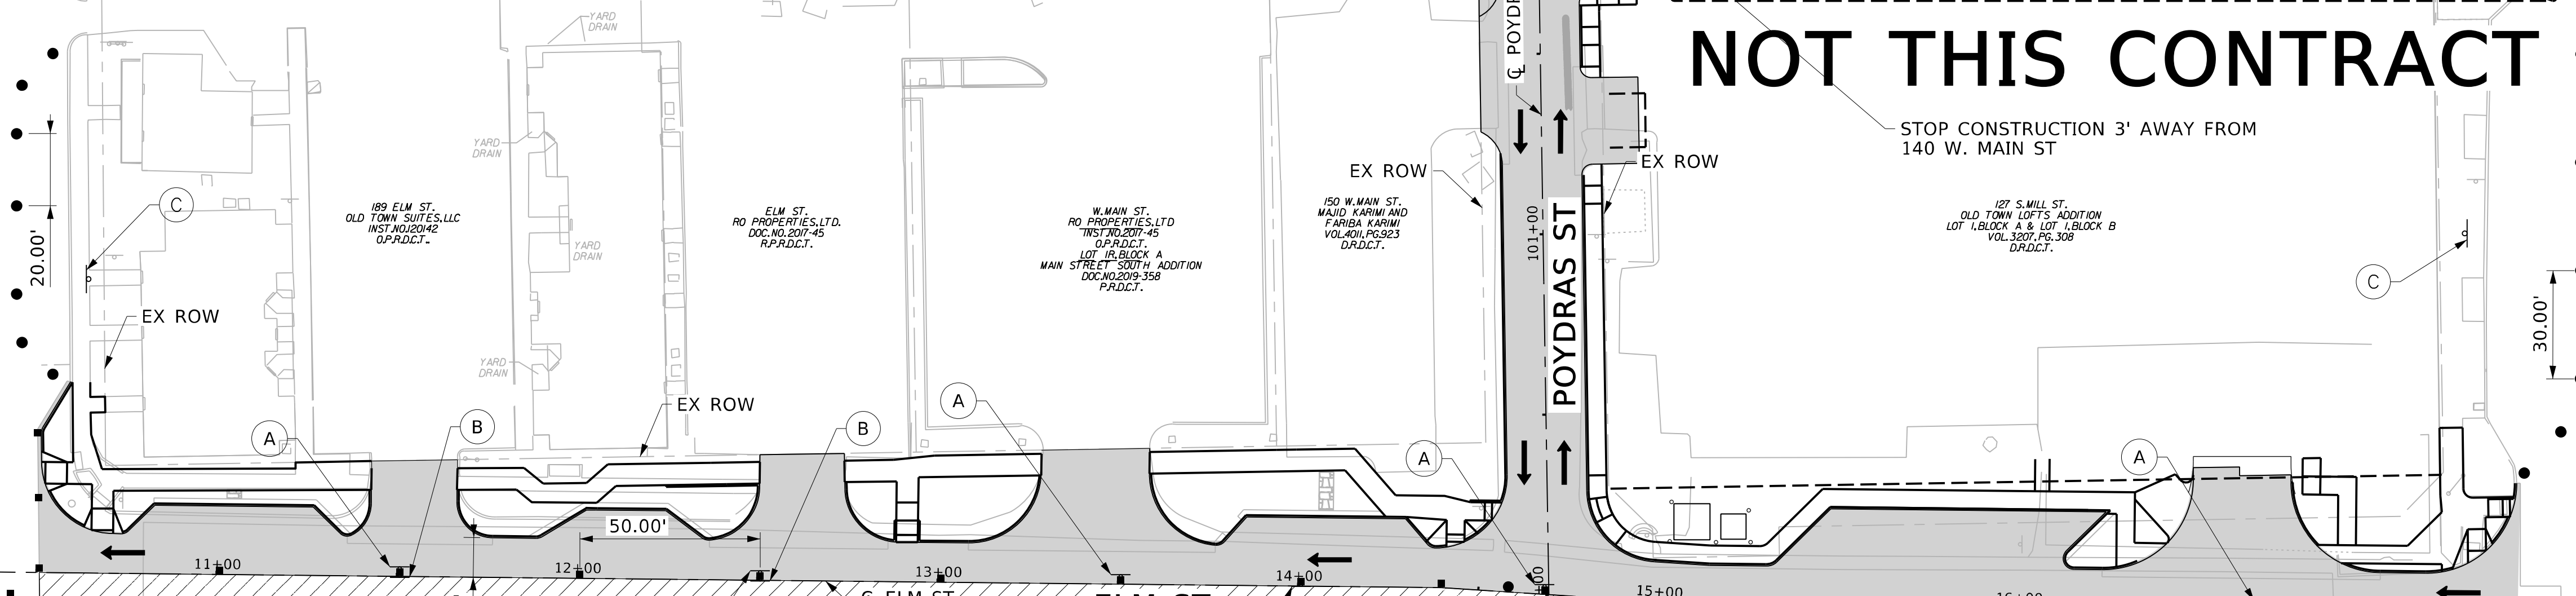 YARD
DRAIN
℄ POYDR
NOT THIS CONTRACT
STOP CONSTRUCTION 3' AWAY FROM
140 W. MAIN ST
YARD
DRAIN
EX ROW
EX ROW
C
20.00'
189 ELM ST.
OLD TOWN SUITES,LLC
INST.NO.120142
O.P.R.D.C.T..
ELM ST.
RO PROPERTIES,LTD.
DOC.NO.2017-45
R.P.R.D.C.T.
W.MAIN ST.
RO PROPERTIES,LTD
INST.NO.2017-45
O.P.R.D.C.T.
LOT 1R,BLOCK A
MAIN STREET SOUTH ADDITION
DOC.NO.2019-358
P.R.D.C.T.
150 W.MAIN ST.
MAJID KARIMI AND
FARIBA KARIMI
VOL.4011,PG.923
D.R.D.C.T.
101+00
POYDRAS ST
127 S.MILL ST.
OLD TOWN LOFTS ADDITION
LOT 1,BLOCK A & LOT 1,BLOCK B
VOL.3207,PG.308
D.R.D.C.T.
YARD
DRAIN
C
30.00'
EX ROW
YARD
DRAIN
EX ROW
A
B
A
B
A
A
50.00'
11+00
12+00
13+00
14+00
15+00